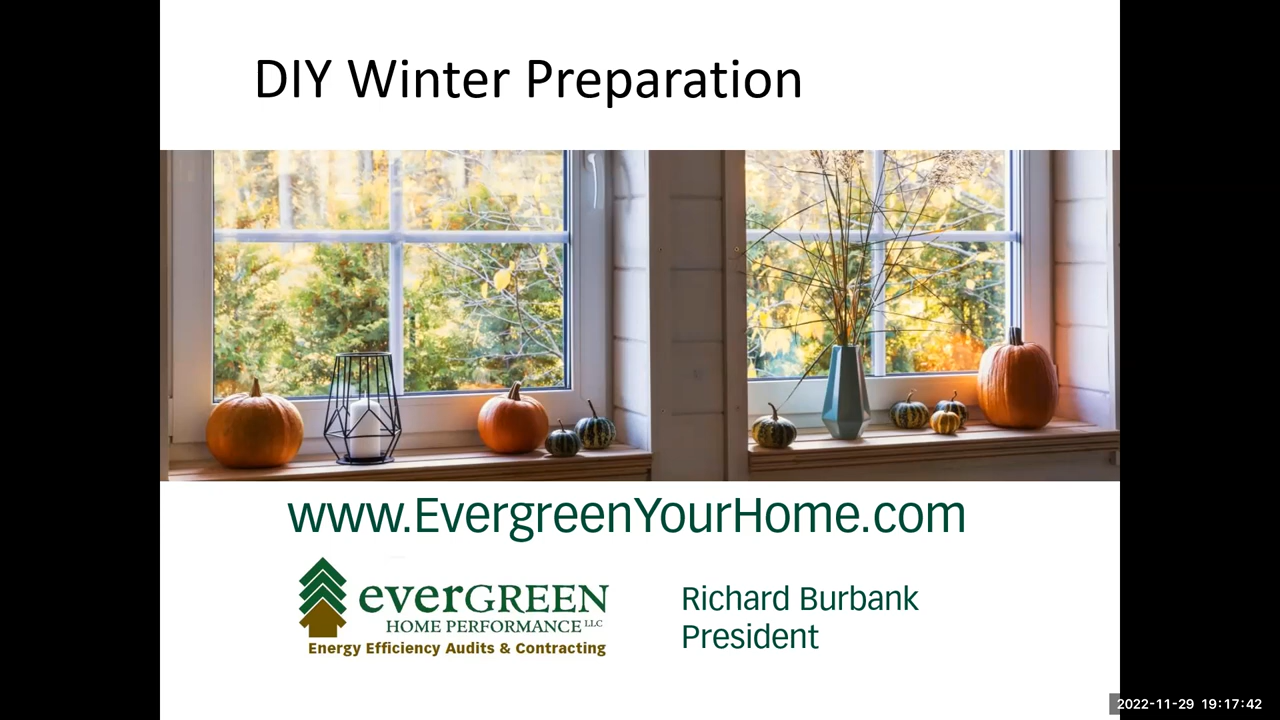 DIY Winter Preparation
www.EvergreenYourHome.com
everGREEN
HOME PERFORMANCE LLC
Energy Efficiency Audits & Contracting
Richard Burbank
President
2022-11-29 19:17:42